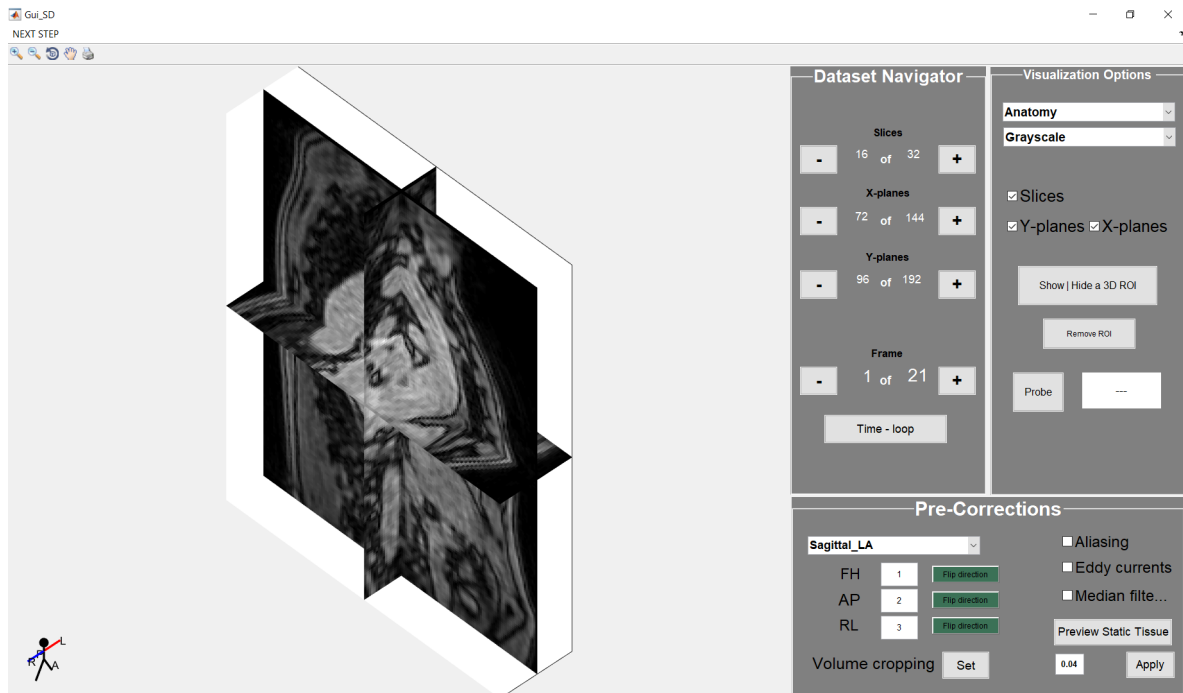 Gui_SD
NEXT STEP
Dataset Navigator
Slices
- 16 of 32 +
X-planes
- 72 of 144 +
Y-planes
- 96 of 192 +
Frame
- 1 of 21 +
Time - loop
Visualization Options
Anatomy
Grayscale
Slices
Y-planes X-planes
Show | Hide a 3D ROI
Remove ROI
Probe ---
Pre-Corrections
Sagittal_LA
FH 1 Flip direction
AP 2 Flip direction
RL 3 Flip direction
Volume cropping Set
Aliasing
Eddy currents
Median filte...
Preview Static Tissue
0.04 Apply
L
R
A